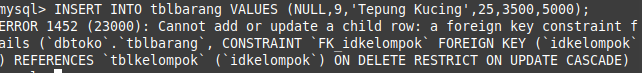 mysql> INSERT INTO tblbarang VALUES (NULL,9,'Tepung Kucing',25,3500,5000);
ERROR 1452 (23000): Cannot add or update a child row: a foreign key constraint f
ails (`dbtoko`.`tblbarang`, CONSTRAINT `FK_idkelompok` FOREIGN KEY (`idkelompok`
) REFERENCES `tblkelompok` (`idkelompok`) ON DELETE RESTRICT ON UPDATE CASCADE)